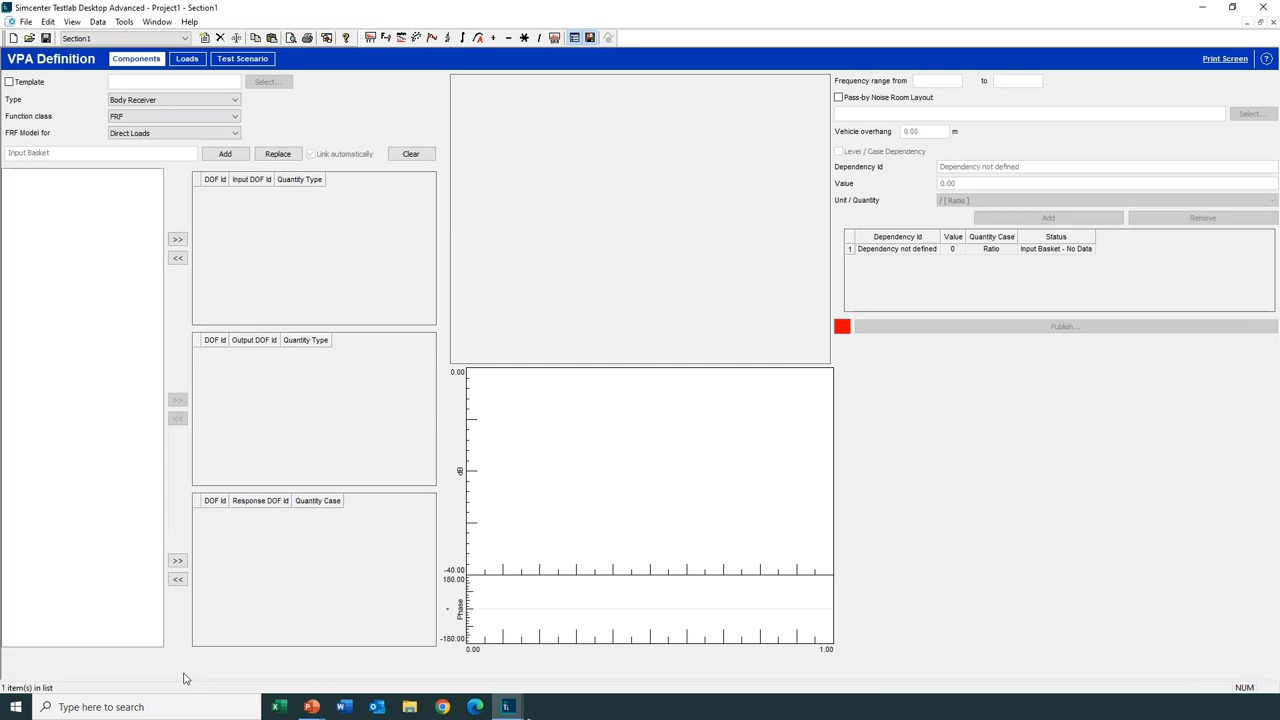 Simcenter Testlab Desktop Advanced - Project1 - Section1
File Edit View Data Tools Window Help
Section1
VPA Definition Components Loads Test Scenario Print Screen ?
Template Select...
Type Body Receiver
Function class FRF
FRF Model for Direct Loads
Input Basket Add Replace Link automatically Clear
DOF Id Input DOF Id Quantity Type
>>
<<
DOF Id Output DOF Id Quantity Type
>>
<<
DOF Id Response DOF Id Quantity Case
>>
<<
0.00
dB
-40.00
180.00
Phase
°
-180.00
0.00 1.00
Frequency range from to
Pass-by Noise Room Layout
Select...
Vehicle overhang 0.00 m
Level / Case Dependency
Dependency Id Dependency not defined
Value 0.00
Unit / Quantity / [ Ratio ]
Add Remove
Dependency Id Value Quantity Case Status
1 Dependency not defined 0 Ratio Input Basket - No Data
Publish...
1 item(s) in list NUM
Type here to search